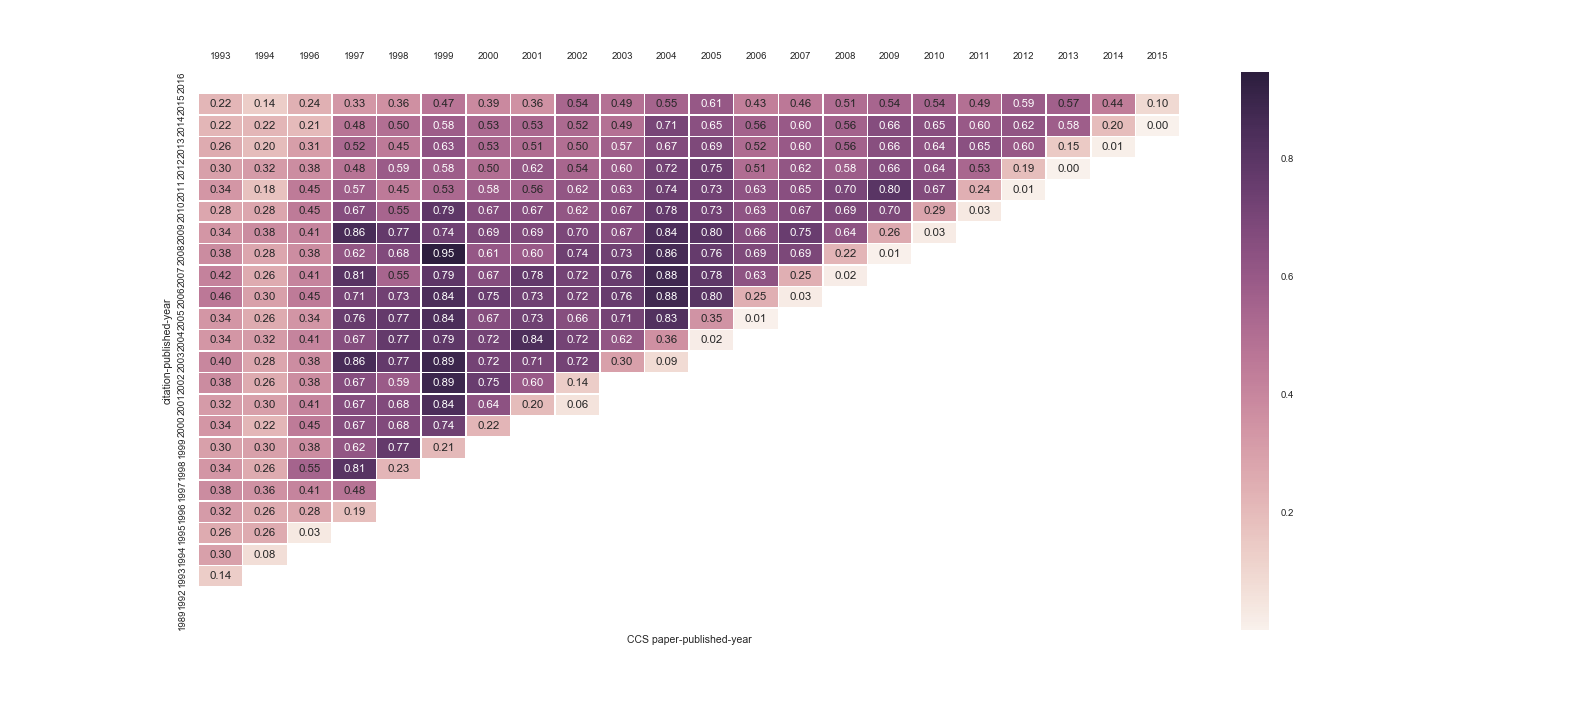 1993 1994 1996 1997 1998 1999 2000 2001 2002 2003 2004 2005 2006 2007 2008 2009 2010 2011 2012 2013 2014 2015
2016
2015 0.22 0.14 0.24 0.33 0.36 0.47 0.39 0.36 0.54 0.49 0.55 0.61 0.43 0.46 0.51 0.54 0.54 0.49 0.59 0.57 0.44 0.10
2014 0.22 0.22 0.21 0.48 0.50 0.58 0.53 0.53 0.52 0.49 0.71 0.65 0.56 0.60 0.56 0.66 0.65 0.60 0.62 0.58 0.20 0.00
2013 0.26 0.20 0.31 0.52 0.45 0.63 0.53 0.51 0.50 0.57 0.67 0.69 0.52 0.60 0.56 0.66 0.64 0.65 0.60 0.15 0.01
2012 0.30 0.32 0.38 0.48 0.59 0.58 0.50 0.62 0.54 0.60 0.72 0.75 0.51 0.62 0.58 0.66 0.66 0.53 0.19 0.00
2011 0.34 0.18 0.45 0.57 0.45 0.53 0.58 0.56 0.62 0.63 0.74 0.73 0.63 0.65 0.70 0.80 0.67 0.24 0.01
2010 0.28 0.28 0.45 0.67 0.55 0.79 0.67 0.67 0.62 0.67 0.78 0.73 0.63 0.67 0.69 0.70 0.29 0.03
2009 0.34 0.38 0.41 0.86 0.77 0.74 0.69 0.69 0.70 0.67 0.84 0.80 0.66 0.75 0.64 0.26 0.03
2008 0.38 0.28 0.38 0.62 0.68 0.95 0.61 0.60 0.74 0.73 0.86 0.76 0.69 0.69 0.22 0.01
2007 0.42 0.26 0.41 0.81 0.55 0.79 0.67 0.78 0.72 0.76 0.88 0.78 0.63 0.25 0.02
2006 0.46 0.30 0.45 0.71 0.73 0.84 0.75 0.73 0.72 0.76 0.88 0.80 0.25 0.03
2005 0.34 0.26 0.34 0.76 0.77 0.84 0.67 0.73 0.66 0.71 0.83 0.35 0.01
2004 0.34 0.32 0.41 0.67 0.77 0.79 0.72 0.84 0.72 0.62 0.36 0.02
2003 0.40 0.28 0.38 0.86 0.77 0.89 0.72 0.71 0.72 0.30 0.09
2002 0.38 0.26 0.38 0.67 0.59 0.89 0.75 0.60 0.14
2001 0.32 0.30 0.41 0.67 0.68 0.84 0.64 0.20 0.06
2000 0.34 0.22 0.45 0.67 0.68 0.74 0.22
1999 0.30 0.30 0.38 0.62 0.77 0.21
1998 0.34 0.26 0.55 0.81 0.23
1997 0.38 0.36 0.41 0.48
1996 0.32 0.26 0.28 0.19
1995 0.26 0.26 0.03
1994 0.30 0.08
1993 0.14
1992
1989
citation-published-year
CCS paper-published-year
0.8
0.6
0.4
0.2